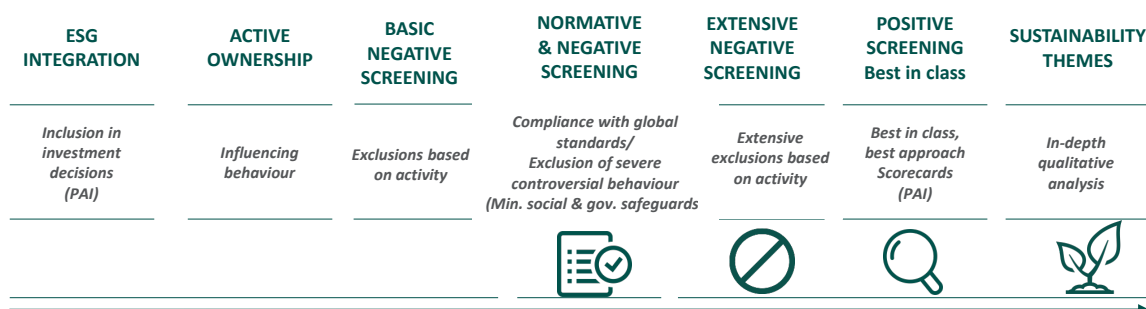 ESG
INTEGRATION
ACTIVE
OWNERSHIP
BASIC
NEGATIVE
SCREENING
NORMATIVE
& NEGATIVE
SCREENING
EXTENSIVE
NEGATIVE
SCREENING
POSITIVE
SCREENING
Best in class
SUSTAINABILITY
THEMES
Inclusion in
investment
decisions
(PAI)
Influencing
behaviour
Exclusions based
on activity
Compliance with global
standards/
Exclusion of severe
controversial behaviour
(Min. social & gov. safeguards
Extensive
exclusions based
on activity
Best in class,
best approach
Scorecards
(PAI)
In-depth
qualitative
analysis